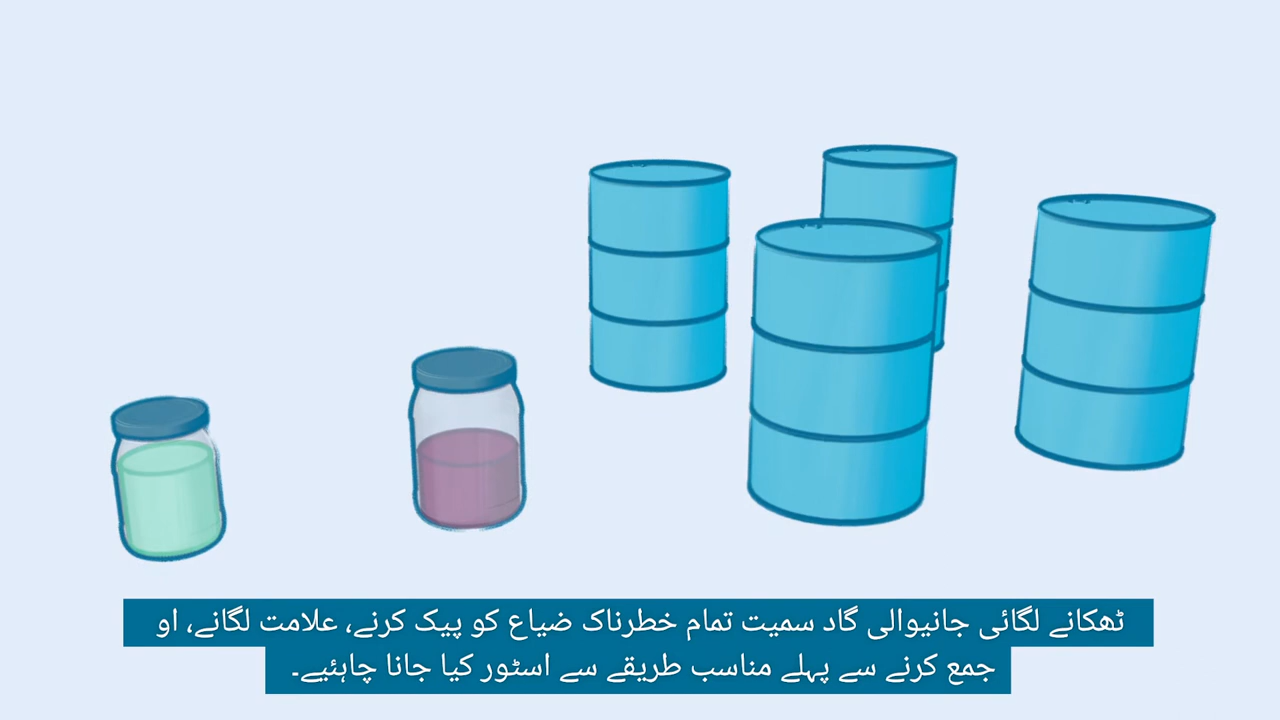 ٹھکانے لگائی جانیوالی گاد سمیت تمام خطرناک ضیاع کو پیک کرنے، علامت لگانے، او
جمع کرنے سے پہلے مناسب طریقے سے اسٹور کیا جانا چاہئیے۔